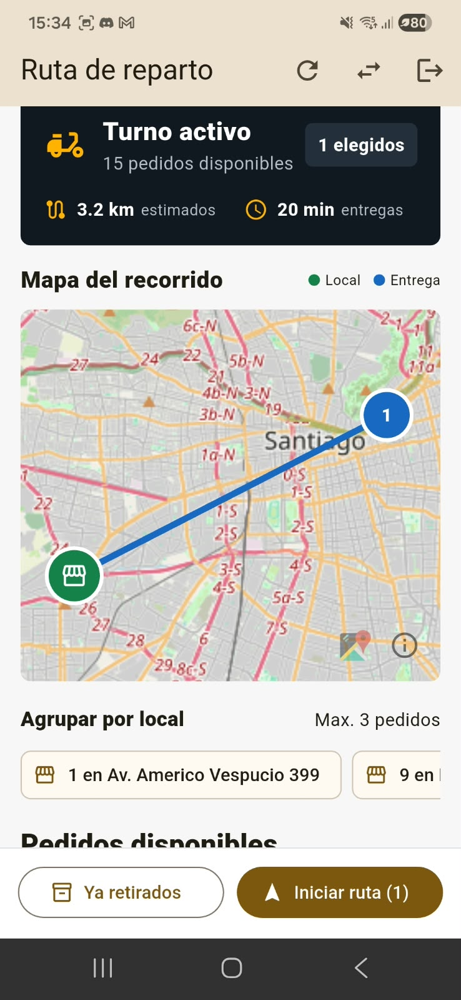 15:34
80
Ruta de reparto
Turno activo
15 pedidos disponibles
1 elegidos
3.2 km estimados
20 min entregas
Mapa del recorrido
Local
Entrega
6c-N
2-1
27
24
22
5b-N
11
11a
21
4b-N
3-N
3b-N
19
1
Santiago
1a-N
0-S
1-S
22
1-S
2-S
2-S
3-S
4-S
4-S
5a-S
26
27
28
6
7-S
29
8c-S
Agrupar por local
Max. 3 pedidos
1 en Av. Americo Vespucio 399
9 en
Pedidos disponibles
Ya retirados
Iniciar ruta (1)